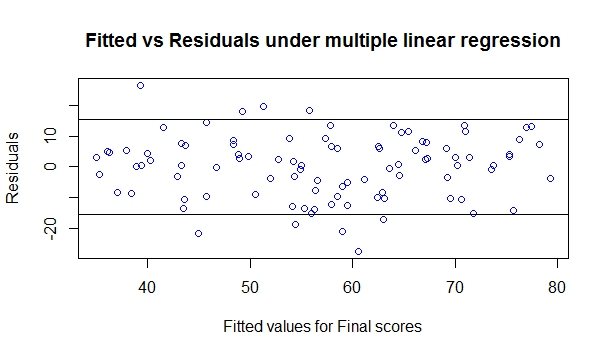 Fitted vs Residuals under multiple linear regression
Residuals
10
0
-20
40
50
60
70
80
Fitted values for Final scores